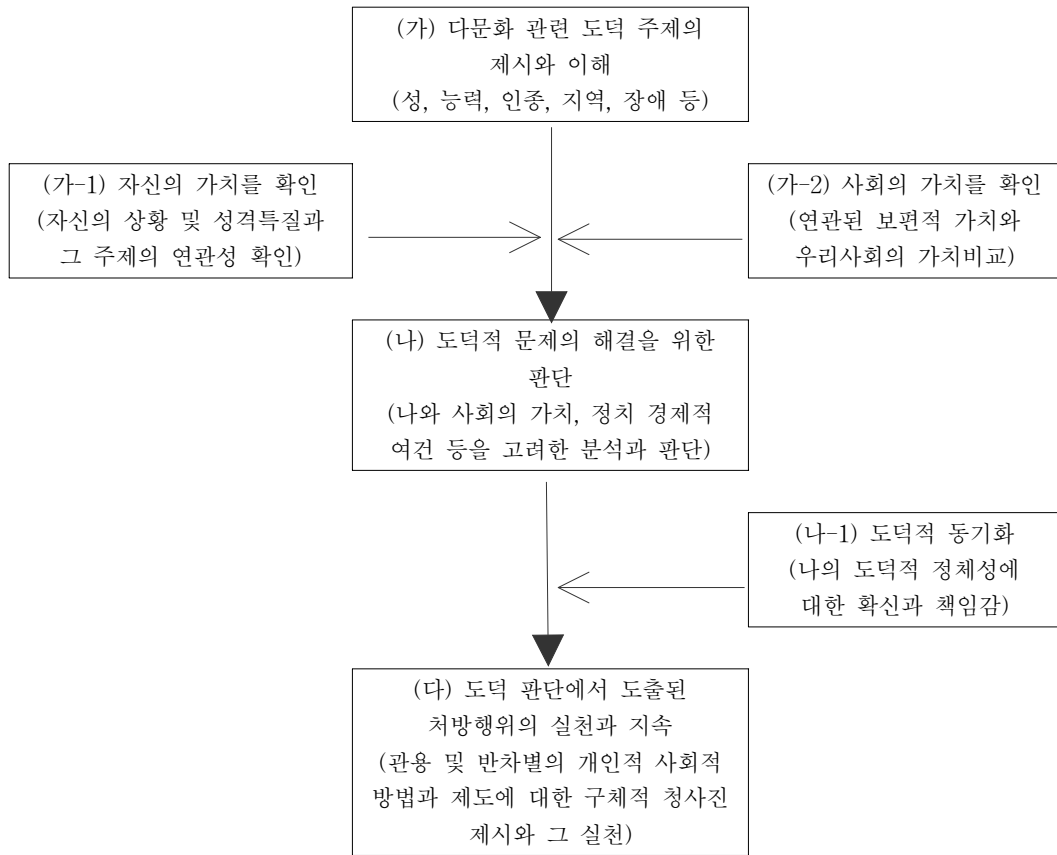 (가) 다문화 관련 도덕 주제의
제시와 이해
(성, 능력, 인종, 지역, 장애 등)
(가-1) 자신의 가치를 확인
(자신의 상황 및 성격특질과
그 주제의 연관성 확인)
(가-2) 사회의 가치를 확인
(연관된 보편적 가치와
우리사회의 가치비교)
(나) 도덕적 문제의 해결을 위한
판단
(나와 사회의 가치, 정치 경제적
여건 등을 고려한 분석과 판단)
(나-1) 도덕적 동기화
(나의 도덕적 정체성에
대한 확신과 책임감)
(다) 도덕 판단에서 도출된
처방행위의 실천과 지속
(관용 및 반차별의 개인적 사회적
방법과 제도에 대한 구체적 청사진
제시와 그 실천)